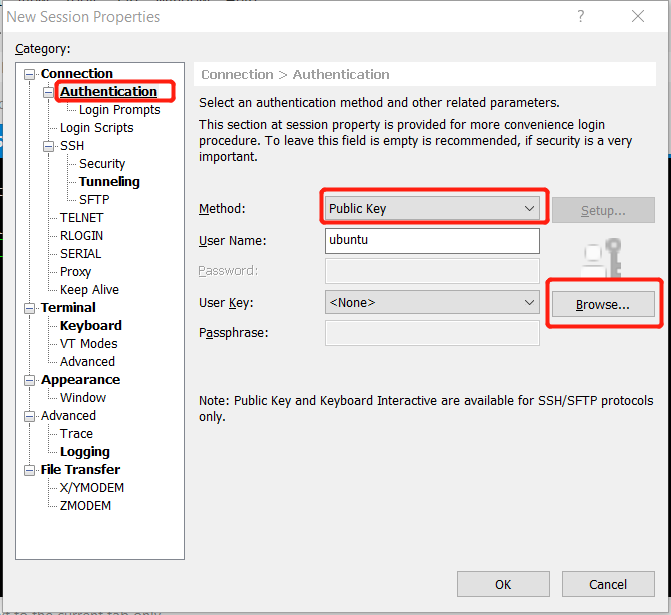 New Session Properties
?
Category:
Connection
Authentication
Login Prompts
Login Scripts
SSH
Security
Tunneling
SFTP
TELNET
RLOGIN
SERIAL
Proxy
Keep Alive
Terminal
Keyboard
VT Modes
Advanced
Appearance
Window
Advanced
Trace
Logging
File Transfer
X/YMODEM
ZMODEM
Connection > Authentication
Select an authentication method and other related parameters.
This section at session property is provided for more convenience login
procedure. To leave this field is empty is recommended, if security is a very
important.
Method:
Public Key
Setup...
User Name:
ubuntu
Password:
User Key:
<None>
Browse...
Passphrase:
Note: Public Key and Keyboard Interactive are available for SSH/SFTP protocols
only.
OK
Cancel